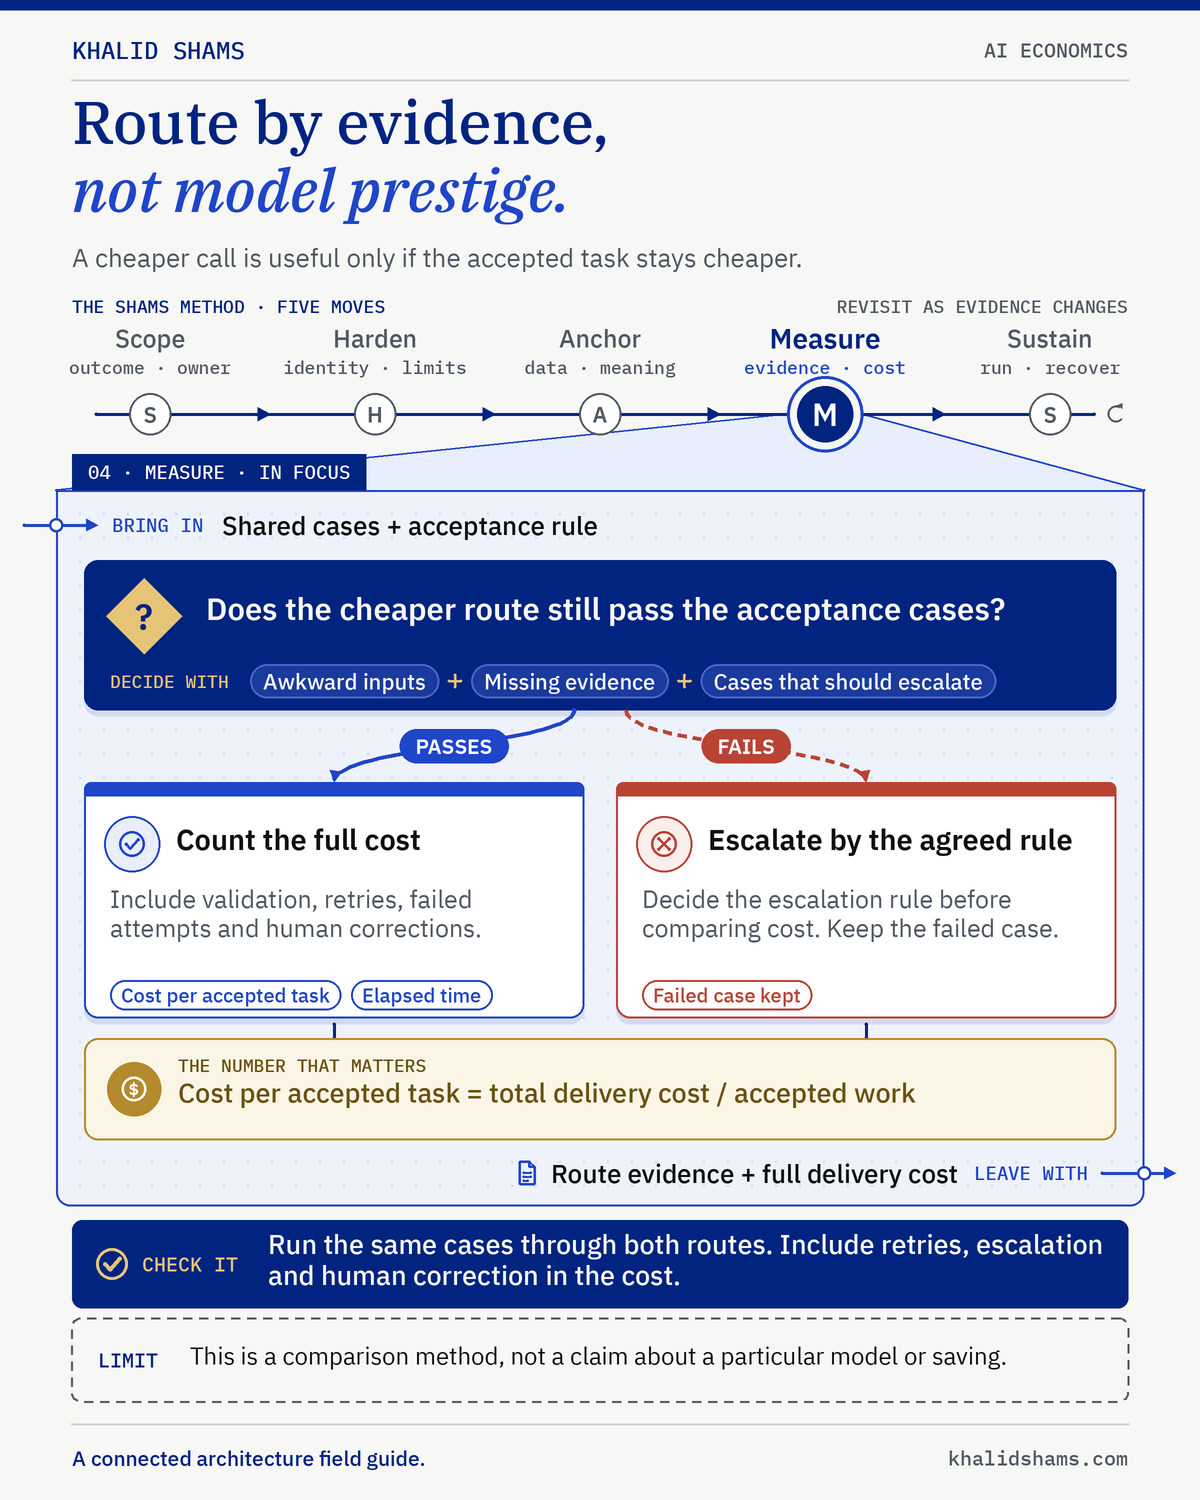 KHALID SHAMS
AI ECONOMICS
Route by evidence,
not model prestige.
A cheaper call is useful only if the accepted task stays cheaper.
THE SHAMS METHOD · FIVE MOVES
REVISIT AS EVIDENCE CHANGES
Scope
outcome · owner
Harden
identity · limits
Anchor
data · meaning
Measure
evidence · cost
Sustain
run · recover
S
H
A
M
S
04 · MEASURE · IN FOCUS
BRING IN Shared cases + acceptance rule
? Does the cheaper route still pass the acceptance cases?
DECIDE WITH Awkward inputs + Missing evidence + Cases that should escalate
PASSES
FAILS
Count the full cost
Include validation, retries, failed
attempts and human corrections.
Cost per accepted task Elapsed time
Escalate by the agreed rule
Decide the escalation rule before
comparing cost. Keep the failed case.
Failed case kept
THE NUMBER THAT MATTERS
$ Cost per accepted task = total delivery cost / accepted work
Route evidence + full delivery cost LEAVE WITH
CHECK IT
Run the same cases through both routes. Include retries, escalation
and human correction in the cost.
LIMIT This is a comparison method, not a claim about a particular model or saving.
A connected architecture field guide.
khalidshams.com